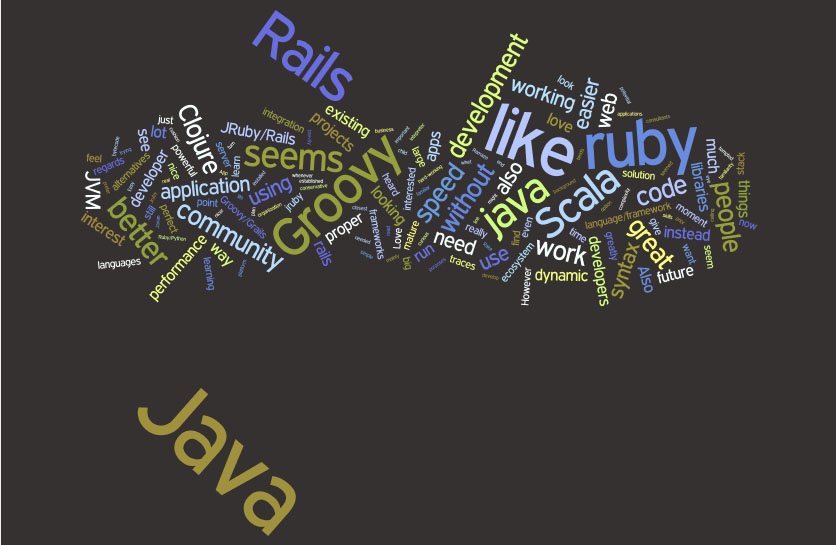 Rails
development
working
look
easier
web
love
existing
projects
integration
JRuby/Rails
Clojure
just
lot
see
feel
regards
alternatives
powerful
nice
developer
server
learn
seems
Groovy
large
apps
like
ruby
much
stack
libraries
people
things
now
JVM
application
using
jruby
point
still
perfect
Groovy/Grails
better
interest
community
languages
performance
way
learning
rails
proper
looking
heard
interested
frameworks
Love
mature
big
run
speed
without
also
java
Scala
solution
code
moment
language/framework
need
really
traces
use
find
even
ecosystem
However
work
time
dynamic
developers
greatly
syntax
great
give
instead
Also
want
future
seem
Java